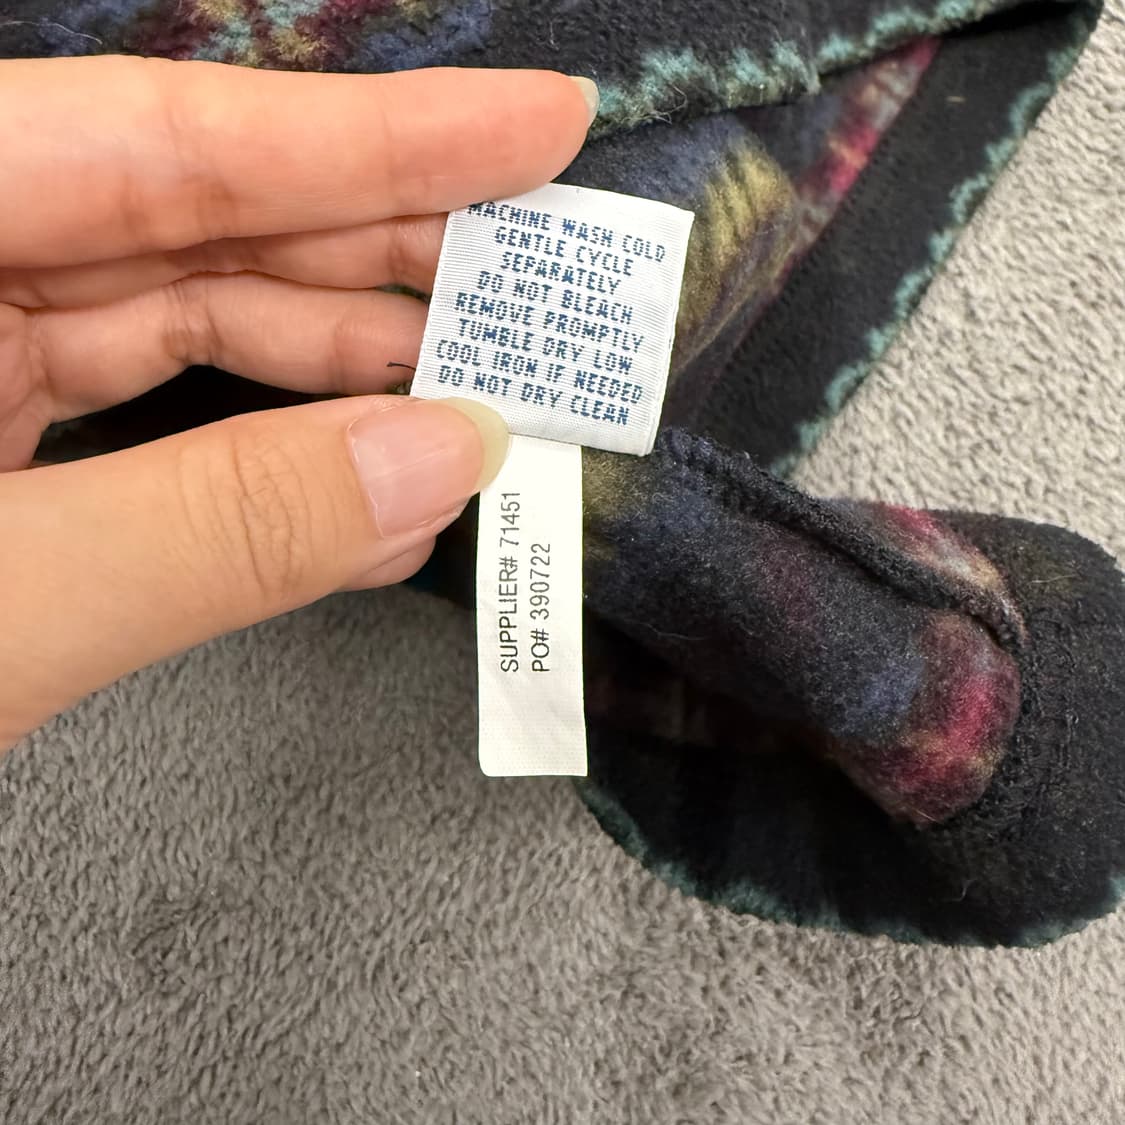 MACHINE WASH COLD
GENTLE CYCLE
SEPARATELY
DO NOT BLEACH
REMOVE PROMPTLY
TUMBLE DRY LOW
COOL IRON IF NEEDED
DO NOT DRY CLEAN
SUPPLIER# 71451
PO# 390722